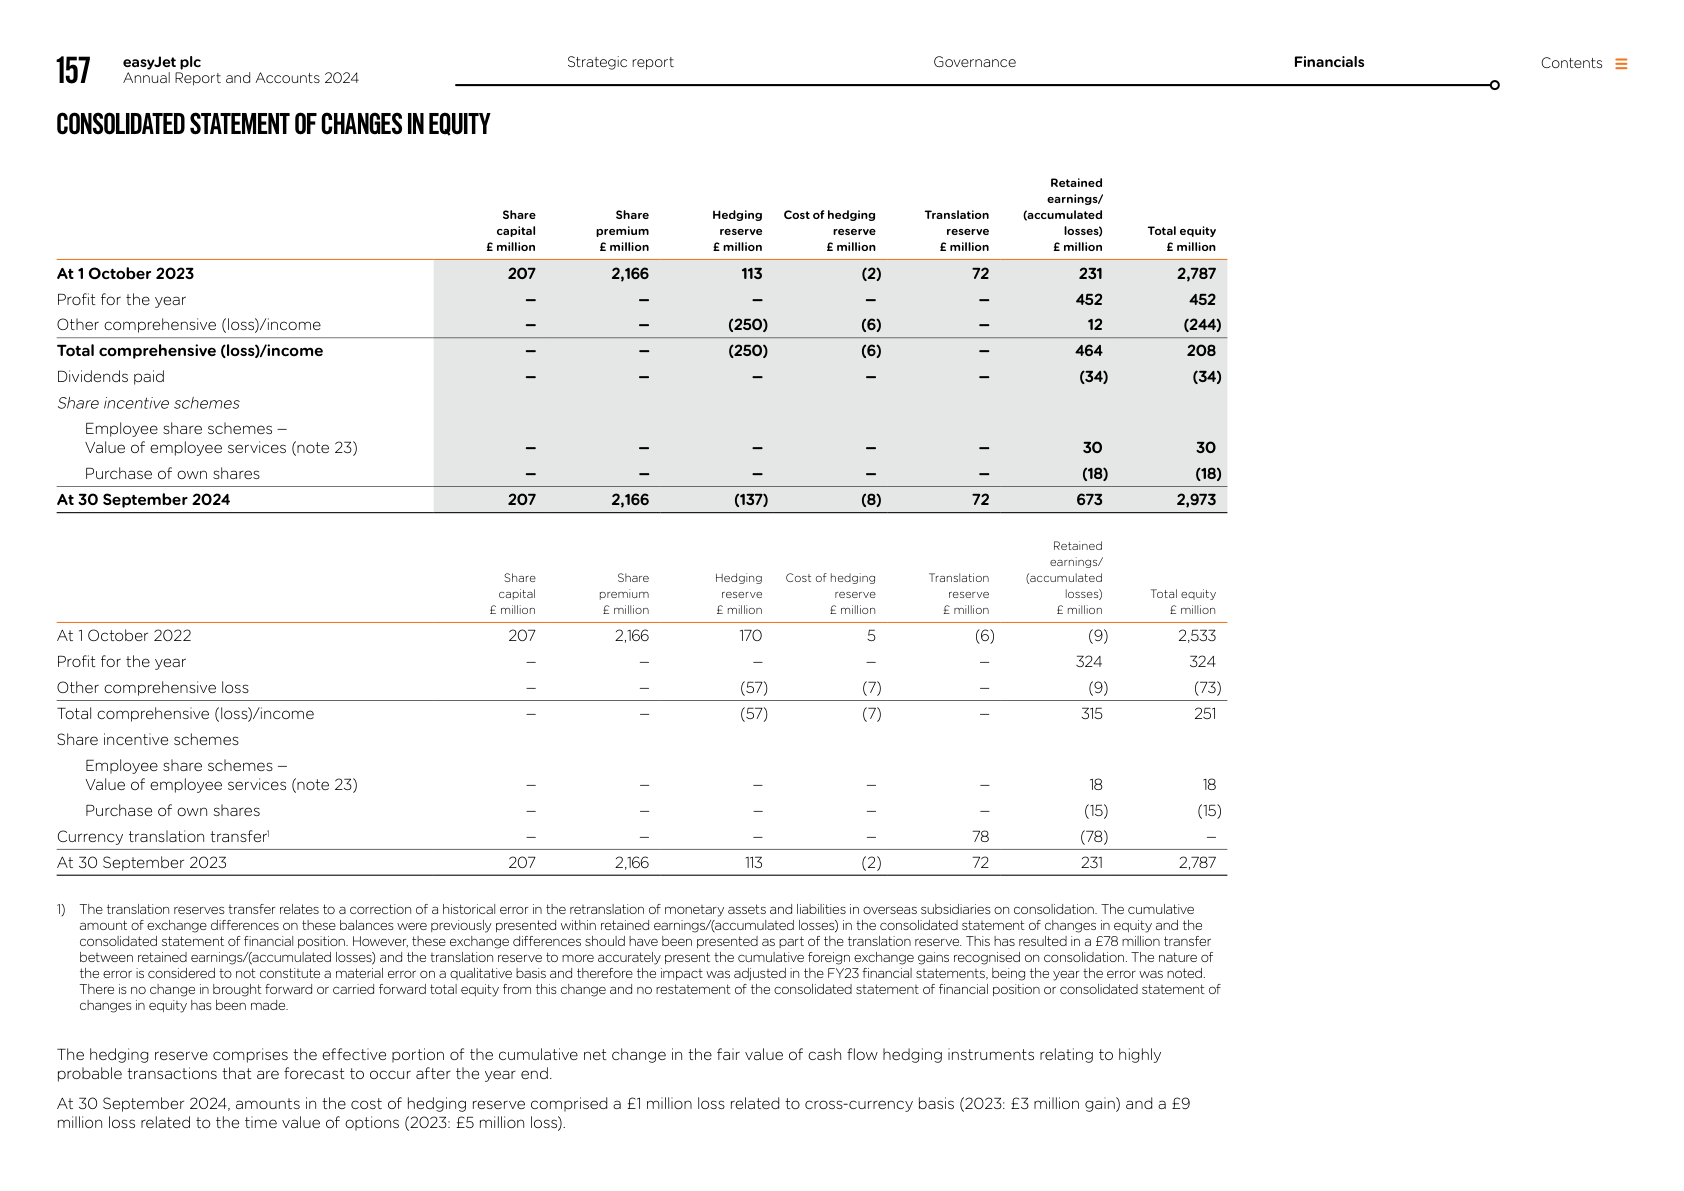 157
easyJet plc
Annual Report and Accounts 2024
Strategic report
Governance
Financials
Contents
CONSOLIDATED STATEMENT OF CHANGES IN EQUITY
Share capital £ million | Share premium £ million | Hedging reserve £ million | Cost of hedging reserve £ million | Translation reserve £ million | Retained earnings/ (accumulated losses) £ million | Total equity £ million
At 1 October 2023 207 2,166 113 (2) 72 231 2,787
Profit for the year – – – – – 452 452
Other comprehensive (loss)/income – – (250) (6) – 12 (244)
Total comprehensive (loss)/income – – (250) (6) – 464 208
Dividends paid – – – – – (34) (34)
Share incentive schemes
Employee share schemes –
Value of employee services (note 23) – – – – – 30 30
Purchase of own shares – – – – – (18) (18)
At 30 September 2024 207 2,166 (137) (8) 72 673 2,973
Share capital £ million | Share premium £ million | Hedging reserve £ million | Cost of hedging reserve £ million | Translation reserve £ million | Retained earnings/ (accumulated losses) £ million | Total equity £ million
At 1 October 2022 207 2,166 170 5 (6) (9) 2,533
Profit for the year – – – – – 324 324
Other comprehensive loss – – (57) (7) – (9) (73)
Total comprehensive (loss)/income – – (57) (7) – 315 251
Share incentive schemes
Employee share schemes –
Value of employee services (note 23) – – – – – 18 18
Purchase of own shares – – – – – (15) (15)
Currency translation transfer¹ – – – – 78 (78) –
At 30 September 2023 207 2,166 113 (2) 72 231 2,787
1) The translation reserves transfer relates to a correction of a historical error in the retranslation of monetary assets and liabilities in overseas subsidiaries on consolidation. The cumulative
amount of exchange differences on these balances were previously presented within retained earnings/(accumulated losses) in the consolidated statement of changes in equity and the
consolidated statement of financial position. However, these exchange differences should have been presented as part of the translation reserve. This has resulted in a £78 million transfer
between retained earnings/(accumulated losses) and the translation reserve to more accurately present the cumulative foreign exchange gains recognised on consolidation. The nature of
the error is considered to not constitute a material error on a qualitative basis and therefore the impact was adjusted in the FY23 financial statements, being the year the error was noted.
There is no change in brought forward or carried forward total equity from this change and no restatement of the consolidated statement of financial position or consolidated statement of
changes in equity has been made.
The hedging reserve comprises the effective portion of the cumulative net change in the fair value of cash flow hedging instruments relating to highly
probable transactions that are forecast to occur after the year end.
At 30 September 2024, amounts in the cost of hedging reserve comprised a £1 million loss related to cross-currency basis (2023: £3 million gain) and a £9
million loss related to the time value of options (2023: £5 million loss).